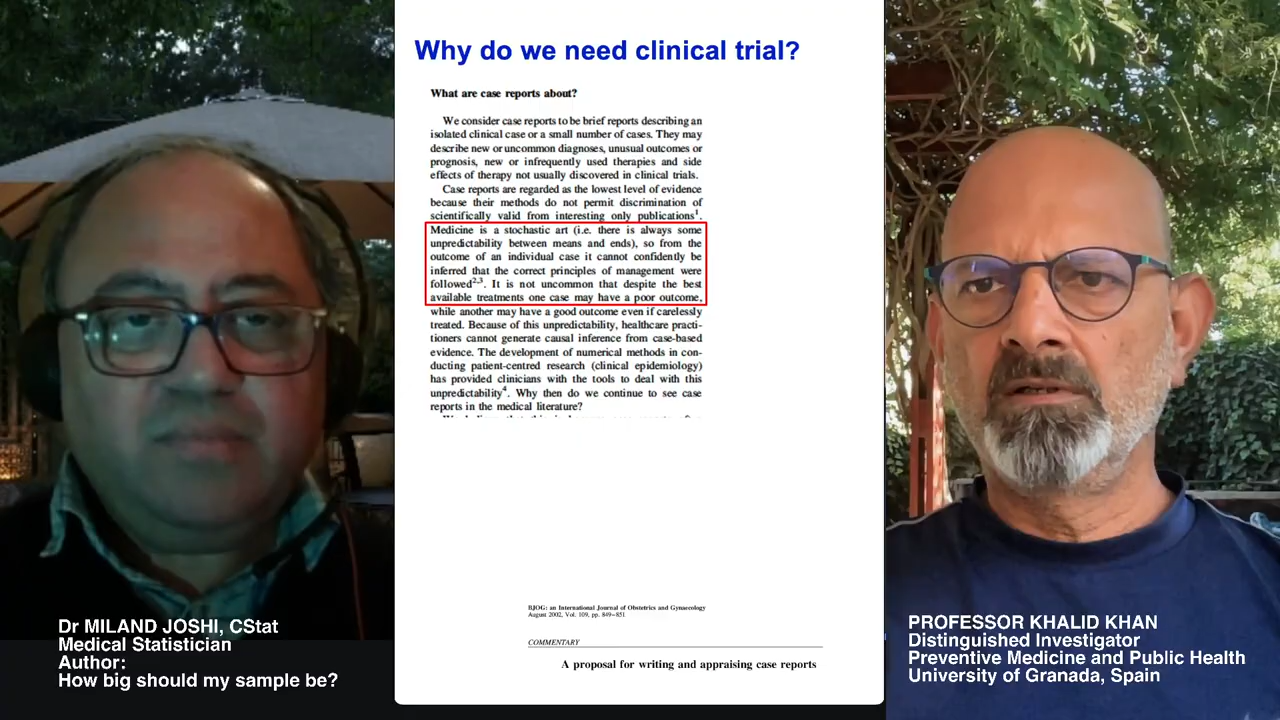 Why do we need clinical trial?
What are case reports about?
We consider case reports to be brief reports describing an
isolated clinical case or a small number of cases. They may
describe new or uncommon diagnoses, unusual outcomes or
prognosis, new or infrequently used therapies and side
effects of therapy not usually discovered in clinical trials.
Case reports are regarded as the lowest level of evidence
because their methods do not permit discrimination of
scientifically valid from interesting only publications1.
Medicine is a stochastic art (i.e. there is always some
unpredictability between means and ends), so from the
outcome of an individual case it cannot confidently be
inferred that the correct principles of management were
followed2,3. It is not uncommon that despite the best
available treatments one case may have a poor outcome,
while another may have a good outcome even if carelessly
treated. Because of this unpredictability, healthcare practi-
tioners cannot generate causal inference from case-based
evidence. The development of numerical methods in con-
ducting patient-centred research (clinical epidemiology)
has provided clinicians with the tools to deal with this
unpredictability4. Why then do we continue to see case
reports in the medical literature?
BJOG: an International Journal of Obstetrics and Gynaecology
August 2002, Vol. 109, pp. 849–851
COMMENTARY
A proposal for writing and appraising case reports
Dr MILAND JOSHI, CStat
Medical Statistician
Author:
How big should my sample be?
PROFESSOR KHALID KHAN
Distinguished Investigator
Preventive Medicine and Public Health
University of Granada, Spain